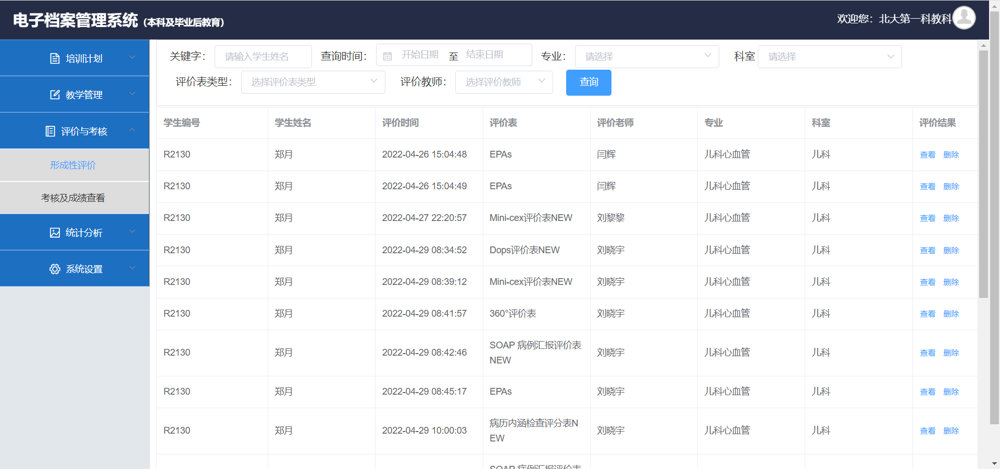 电子档案管理系统 (本科及毕业后教育)
欢迎您：北大第一科教科
培训计划
教学管理
评价与考核
形成性评价
考核及成绩查看
统计分析
系统设置
关键字： 请输入学生姓名 查询时间： 开始日期 至 结束日期 专业： 请选择 科室 请选择
评价表类型： 选择评价表类型 评价教师： 选择评价教师 查询
学生编号 学生姓名 评价时间 评价表 评价老师 专业 科室 评价结果
R2130 郑月 2022-04-26 15:04:48 EPAs 闫辉 儿科心血管 儿科 查看 删除
R2130 郑月 2022-04-26 15:04:49 EPAs 闫辉 儿科心血管 儿科 查看 删除
R2130 郑月 2022-04-27 22:20:57 Mini-cex评价表NEW 刘黎黎 儿科心血管 儿科 查看 删除
R2130 郑月 2022-04-29 08:34:52 Dops评价表NEW 刘晓宇 儿科心血管 儿科 查看 删除
R2130 郑月 2022-04-29 08:39:12 Mini-cex评价表NEW 刘晓宇 儿科心血管 儿科 查看 删除
R2130 郑月 2022-04-29 08:41:57 360°评价表 刘晓宇 儿科心血管 儿科 查看 删除
R2130 郑月 2022-04-29 08:42:46 SOAP 病例汇报评价表
NEW 刘晓宇 儿科心血管 儿科 查看 删除
R2130 郑月 2022-04-29 08:45:17 EPAs 刘晓宇 儿科心血管 儿科 查看 删除
R2130 郑月 2022-04-29 10:00:03 病历内涵检查评分表N
EW 刘晓宇 儿科心血管 儿科 查看 删除
SOAP 病例汇报评价表